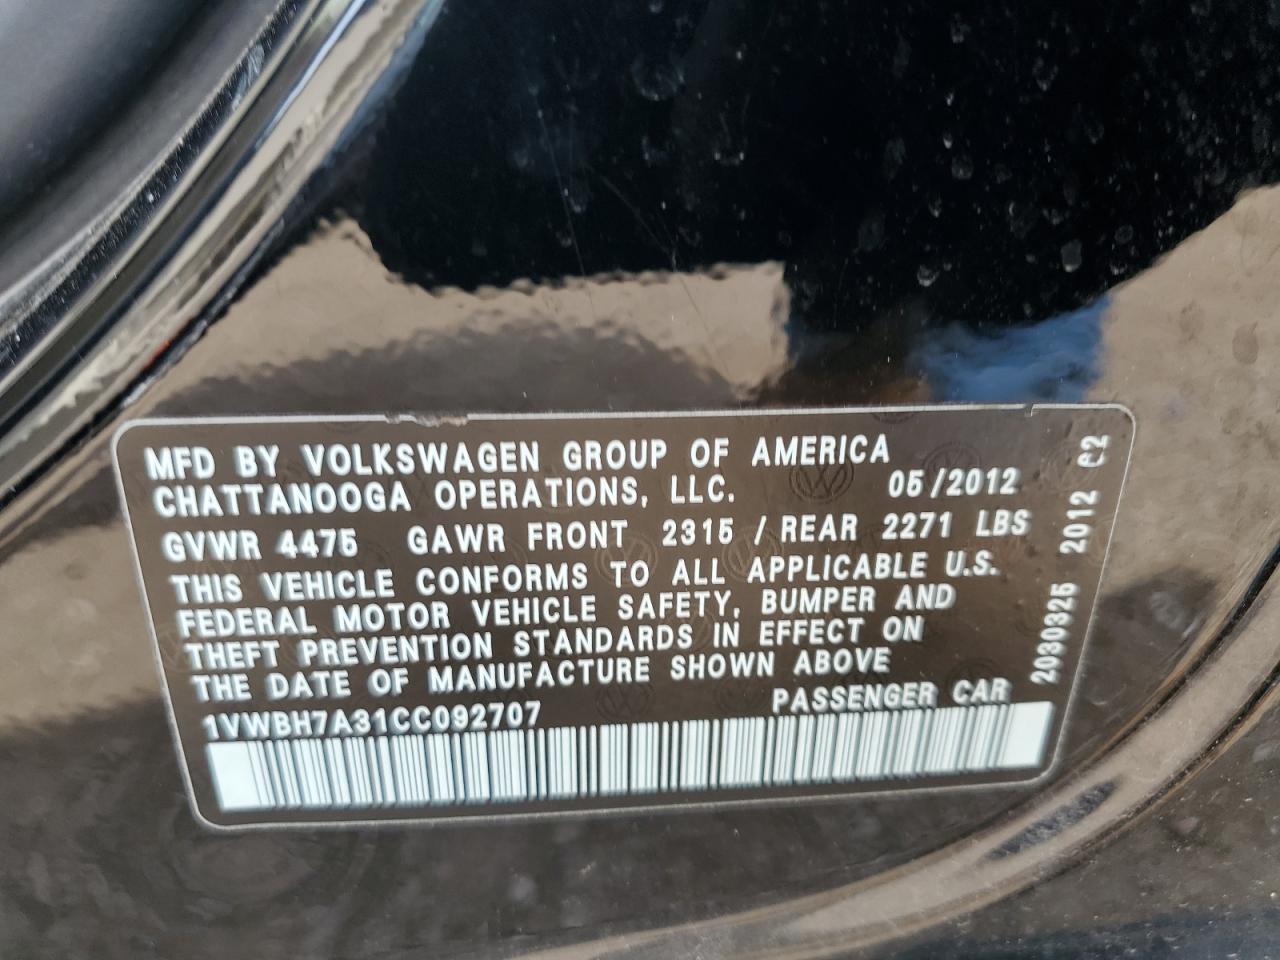 MFD BY VOLKSWAGEN GROUP OF AMERICA
CHATTANOOGA OPERATIONS, LLC. 05/2012
GVWR 4475 GAWR FRONT 2315 / REAR 2271 LBS
THIS VEHICLE CONFORMS TO ALL APPLICABLE U.S.
FEDERAL MOTOR VEHICLE SAFETY, BUMPER AND
THEFT PREVENTION STANDARDS IN EFFECT ON
THE DATE OF MANUFACTURE SHOWN ABOVE
1VWBH7A31CC092707 PASSENGER CAR
2030325 2012 C2